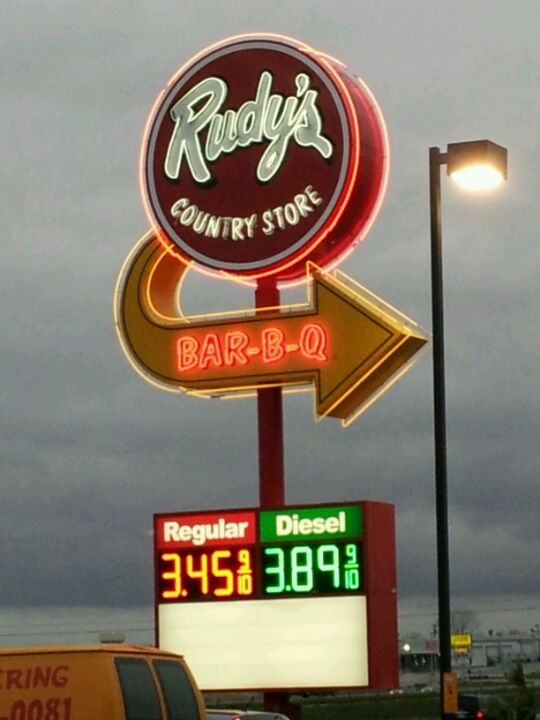 Rudy's
COUNTRY STORE
BAR-B-Q
Regular Diesel
3.45 9/10 3.89 9/10
RING
-0081